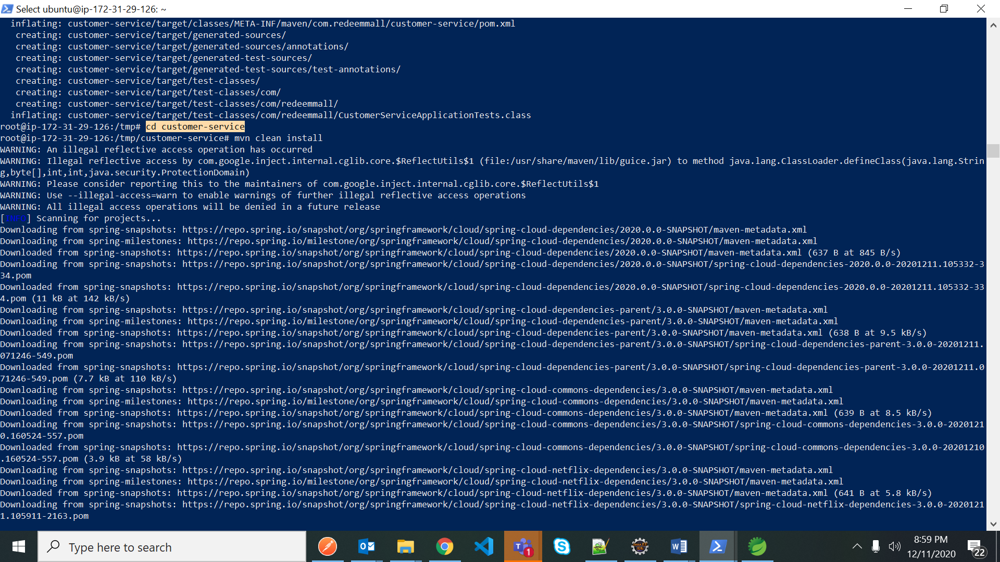 Select ubuntu@ip-172-31-29-126: ~
inflating: customer-service/target/classes/META-INF/maven/com.redeemmall/customer-service/pom.xml
creating: customer-service/target/generated-sources/
creating: customer-service/target/generated-sources/annotations/
creating: customer-service/target/generated-test-sources/
creating: customer-service/target/generated-test-sources/test-annotations/
creating: customer-service/target/test-classes/
creating: customer-service/target/test-classes/com/
creating: customer-service/target/test-classes/com/redeemmall/
inflating: customer-service/target/test-classes/com/redeemmall/CustomerServiceApplicationTests.class
root@ip-172-31-29-126:/tmp# cd customer-service
root@ip-172-31-29-126:/tmp/customer-service# mvn clean install
WARNING: An illegal reflective access operation has occurred
WARNING: Illegal reflective access by com.google.inject.internal.cglib.core.$ReflectUtils$1 (file:/usr/share/maven/lib/guice.jar) to method java.lang.ClassLoader.defineClass(java.lang.Strin
g,byte[],int,int,java.security.ProtectionDomain)
WARNING: Please consider reporting this to the maintainers of com.google.inject.internal.cglib.core.$ReflectUtils$1
WARNING: Use --illegal-access=warn to enable warnings of further illegal reflective access operations
WARNING: All illegal access operations will be denied in a future release
[INFO] Scanning for projects...
Downloading from spring-snapshots: https://repo.spring.io/snapshot/org/springframework/cloud/spring-cloud-dependencies/2020.0.0-SNAPSHOT/maven-metadata.xml
Downloading from spring-milestones: https://repo.spring.io/milestone/org/springframework/cloud/spring-cloud-dependencies/2020.0.0-SNAPSHOT/maven-metadata.xml
Downloaded from spring-snapshots: https://repo.spring.io/snapshot/org/springframework/cloud/spring-cloud-dependencies/2020.0.0-SNAPSHOT/maven-metadata.xml (637 B at 845 B/s)
Downloading from spring-snapshots: https://repo.spring.io/snapshot/org/springframework/cloud/spring-cloud-dependencies/2020.0.0-SNAPSHOT/spring-cloud-dependencies-2020.0.0-20201211.105332-3
34.pom
Downloaded from spring-snapshots: https://repo.spring.io/snapshot/org/springframework/cloud/spring-cloud-dependencies/2020.0.0-SNAPSHOT/spring-cloud-dependencies-2020.0.0-20201211.105332-33
4.pom (11 kB at 142 kB/s)
Downloading from spring-snapshots: https://repo.spring.io/snapshot/org/springframework/cloud/spring-cloud-dependencies-parent/3.0.0-SNAPSHOT/maven-metadata.xml
Downloading from spring-milestones: https://repo.spring.io/milestone/org/springframework/cloud/spring-cloud-dependencies-parent/3.0.0-SNAPSHOT/maven-metadata.xml
Downloaded from spring-snapshots: https://repo.spring.io/snapshot/org/springframework/cloud/spring-cloud-dependencies-parent/3.0.0-SNAPSHOT/maven-metadata.xml (638 B at 9.5 kB/s)
Downloading from spring-snapshots: https://repo.spring.io/snapshot/org/springframework/cloud/spring-cloud-dependencies-parent/3.0.0-SNAPSHOT/spring-cloud-dependencies-parent-3.0.0-20201211.
071246-549.pom
Downloaded from spring-snapshots: https://repo.spring.io/snapshot/org/springframework/cloud/spring-cloud-dependencies-parent/3.0.0-SNAPSHOT/spring-cloud-dependencies-parent-3.0.0-20201211.0
71246-549.pom (7.7 kB at 110 kB/s)
Downloading from spring-snapshots: https://repo.spring.io/snapshot/org/springframework/cloud/spring-cloud-commons-dependencies/3.0.0-SNAPSHOT/maven-metadata.xml
Downloading from spring-milestones: https://repo.spring.io/milestone/org/springframework/cloud/spring-cloud-commons-dependencies/3.0.0-SNAPSHOT/maven-metadata.xml
Downloaded from spring-snapshots: https://repo.spring.io/snapshot/org/springframework/cloud/spring-cloud-commons-dependencies/3.0.0-SNAPSHOT/maven-metadata.xml (639 B at 8.5 kB/s)
Downloading from spring-snapshots: https://repo.spring.io/snapshot/org/springframework/cloud/spring-cloud-commons-dependencies/3.0.0-SNAPSHOT/spring-cloud-commons-dependencies-3.0.0-2020121
0.160524-557.pom
Downloaded from spring-snapshots: https://repo.spring.io/snapshot/org/springframework/cloud/spring-cloud-commons-dependencies/3.0.0-SNAPSHOT/spring-cloud-commons-dependencies-3.0.0-20201210
.160524-557.pom (3.9 kB at 58 kB/s)
Downloading from spring-snapshots: https://repo.spring.io/snapshot/org/springframework/cloud/spring-cloud-netflix-dependencies/3.0.0-SNAPSHOT/maven-metadata.xml
Downloading from spring-milestones: https://repo.spring.io/milestone/org/springframework/cloud/spring-cloud-netflix-dependencies/3.0.0-SNAPSHOT/maven-metadata.xml
Downloaded from spring-snapshots: https://repo.spring.io/snapshot/org/springframework/cloud/spring-cloud-netflix-dependencies/3.0.0-SNAPSHOT/maven-metadata.xml (641 B at 5.8 kB/s)
Downloading from spring-snapshots: https://repo.spring.io/snapshot/org/springframework/cloud/spring-cloud-netflix-dependencies/3.0.0-SNAPSHOT/spring-cloud-netflix-dependencies-3.0.0-2020121
1.105911-2163.pom
Type here to search
Java EE
IDE
1
8:59 PM
12/11/2020
22